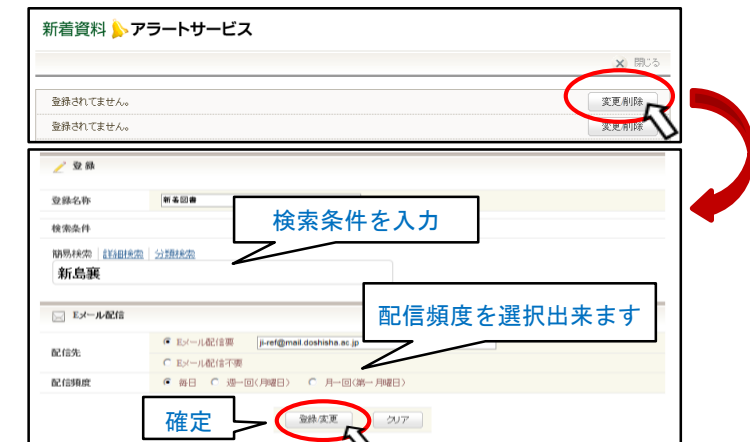 新着資料 アラートサービス
× 閉じる
登録されてません。 変更/削除
登録されてません。 変更/削除
登録
登録名称 新着図書
検索条件
簡易検索 | 詳細検索 | 分類検索
新島襄
検索条件を入力
Eメール配信
配信頻度を選択出来ます
配信先 Eメール配信要 ji-ref@mail.doshisha.ac.jp
Eメール配信不要
配信頻度 毎日 週一回(月曜日) 月一回(第一月曜日)
確定 登録/変更 クリア